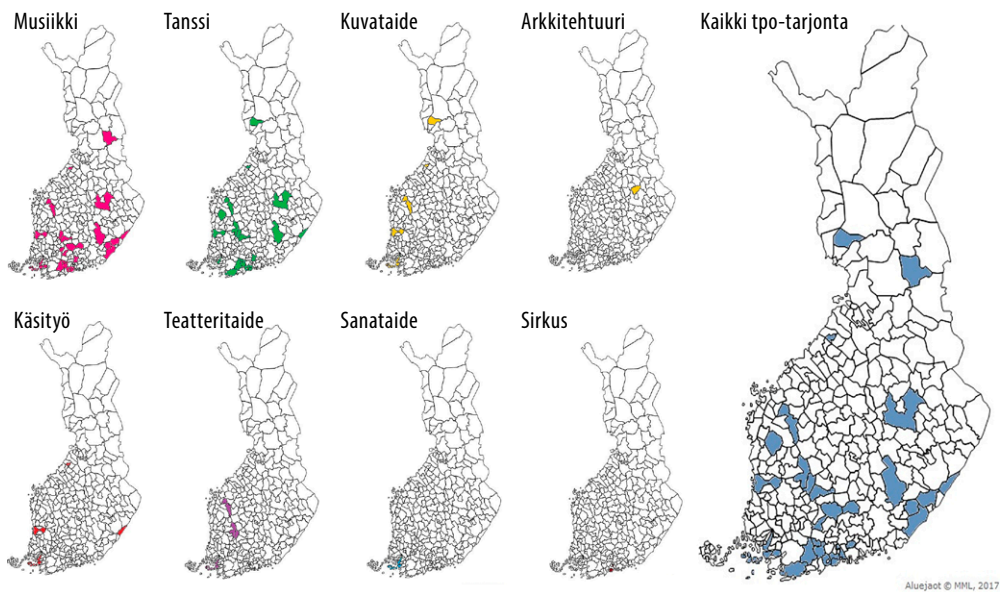 Musiikki
Tanssi
Kuvataide
Arkkitehtuuri
Kaikki tpo-tarjonta
Käsityö
Teatteritaide
Sanataide
Sirkus
Aluejaot © MML, 2017